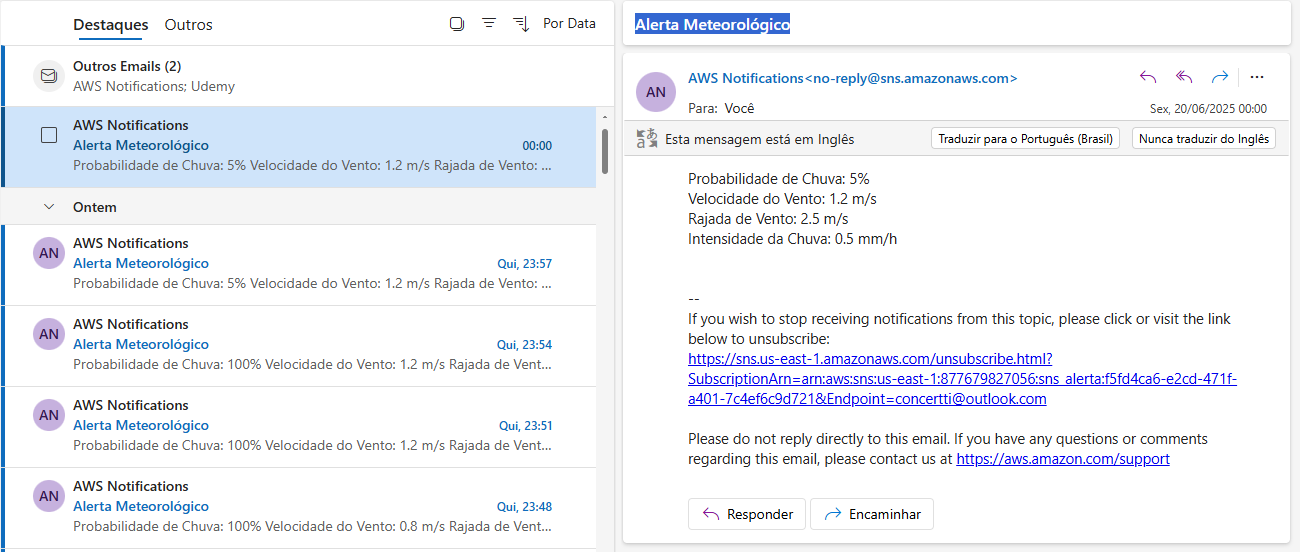 Destaques Outros Por Data
Outros Emails (2)
AWS Notifications; Udemy
AWS Notifications
Alerta Meteorológico 00:00
Probabilidade de Chuva: 5% Velocidade do Vento: 1.2 m/s Rajada de Vento: ...
Ontem
AN
AWS Notifications
Alerta Meteorológico Qui, 23:57
Probabilidade de Chuva: 5% Velocidade do Vento: 1.2 m/s Rajada de Vento: ...
AN
AWS Notifications
Alerta Meteorológico Qui, 23:54
Probabilidade de Chuva: 100% Velocidade do Vento: 1.2 m/s Rajada de Vent...
AN
AWS Notifications
Alerta Meteorológico Qui, 23:51
Probabilidade de Chuva: 100% Velocidade do Vento: 1.2 m/s Rajada de Vent...
AN
AWS Notifications
Alerta Meteorológico Qui, 23:48
Probabilidade de Chuva: 100% Velocidade do Vento: 0.8 m/s Rajada de Vent...
Alerta Meteorológico
AN
AWS Notifications<no-reply@sns.amazonaws.com>
Para: Você Sex, 20/06/2025 00:00
Esta mensagem está em Inglês Traduzir para o Português (Brasil) Nunca traduzir do Inglês
Probabilidade de Chuva: 5%
Velocidade do Vento: 1.2 m/s
Rajada de Vento: 2.5 m/s
Intensidade da Chuva: 0.5 mm/h
--
If you wish to stop receiving notifications from this topic, please click or visit the link
below to unsubscribe:
https://sns.us-east-1.amazonaws.com/unsubscribe.html?
SubscriptionArn=arn:aws:sns:us-east-1:877679827056:sns_alerta:f5fd4ca6-e2cd-471f-
a401-7c4ef6c9d721&Endpoint=concertti@outlook.com
Please do not reply directly to this email. If you have any questions or comments
regarding this email, please contact us at https://aws.amazon.com/support
Responder Encaminhar